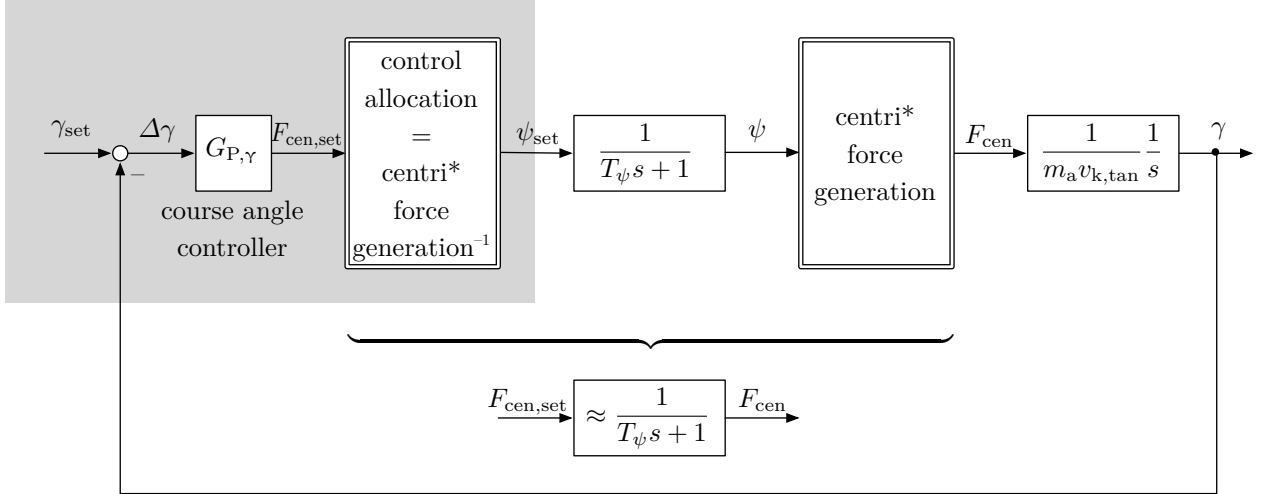 γset
Δγ
−
GP,γ
course angle
controller
Fcen,set
control
allocation
=
centri*
force
generation−1
ψset
1
Tψs + 1
ψ
centri*
force
generation
Fcen
1 1
mavk,tan s
γ
Fcen,set
≈ 1
Tψs + 1
Fcen